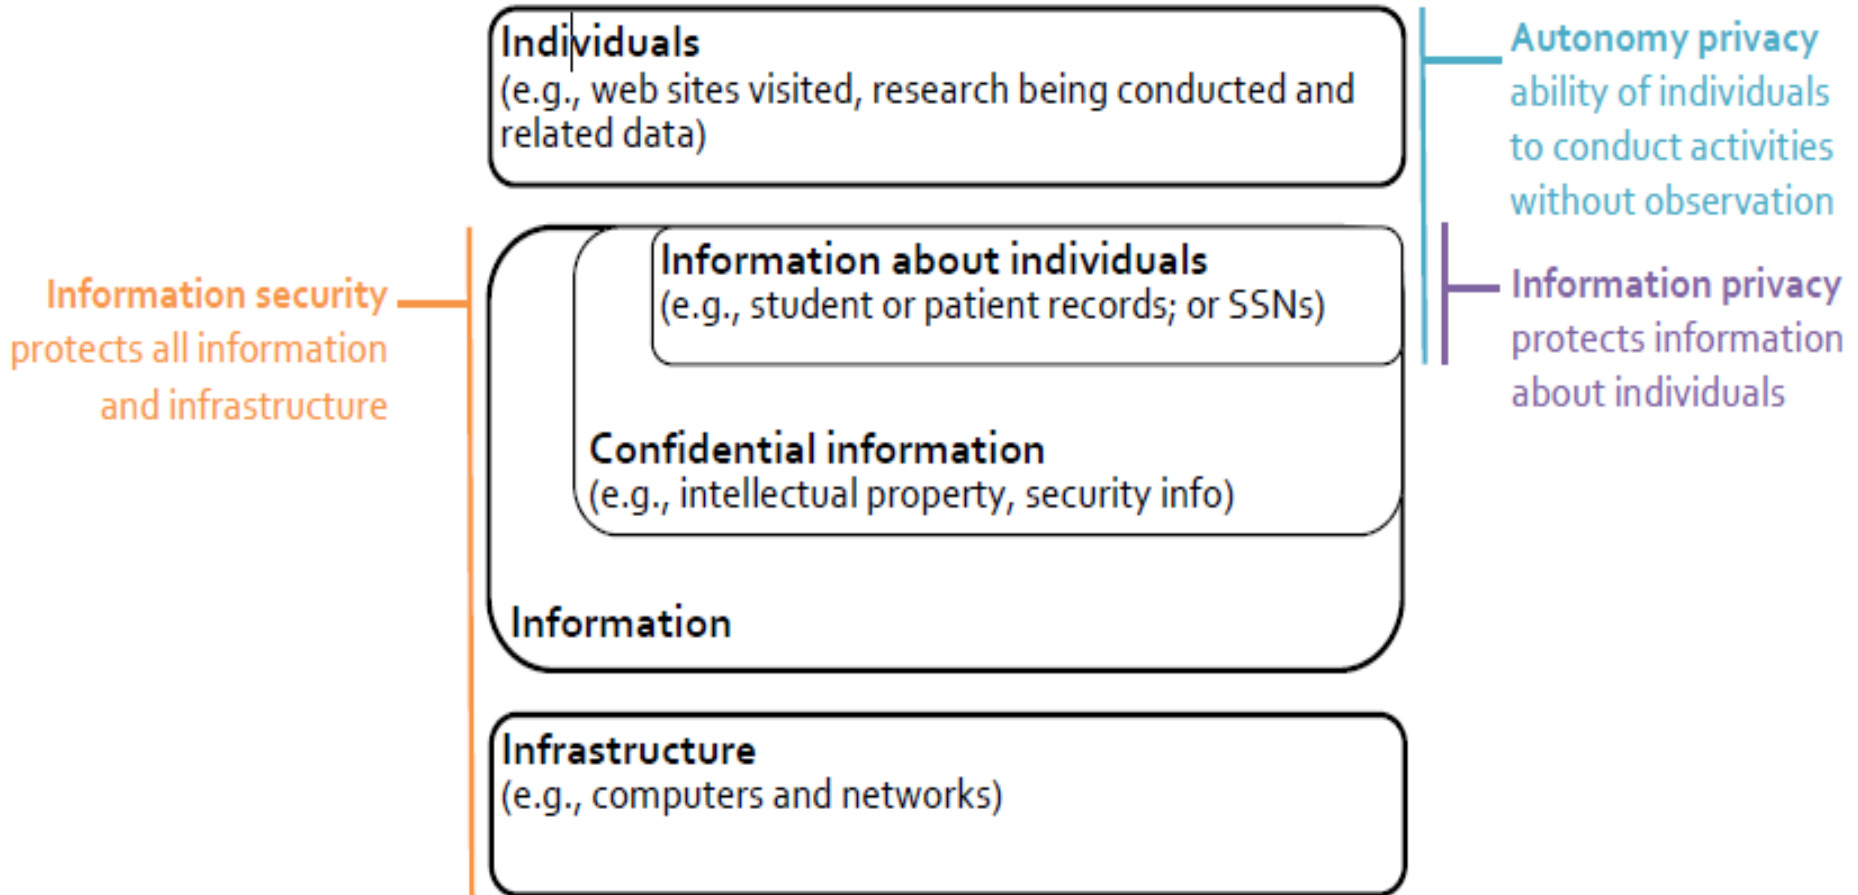 Individuals
(e.g., web sites visited, research being conducted and
related data)
Autonomy privacy
ability of individuals
to conduct activities
without observation
Information security
protects all information
and infrastructure
Information about individuals
(e.g., student or patient records; or SSNs)
Information privacy
protects information
about individuals
Confidential information
(e.g., intellectual property, security info)
Information
Infrastructure
(e.g., computers and networks)